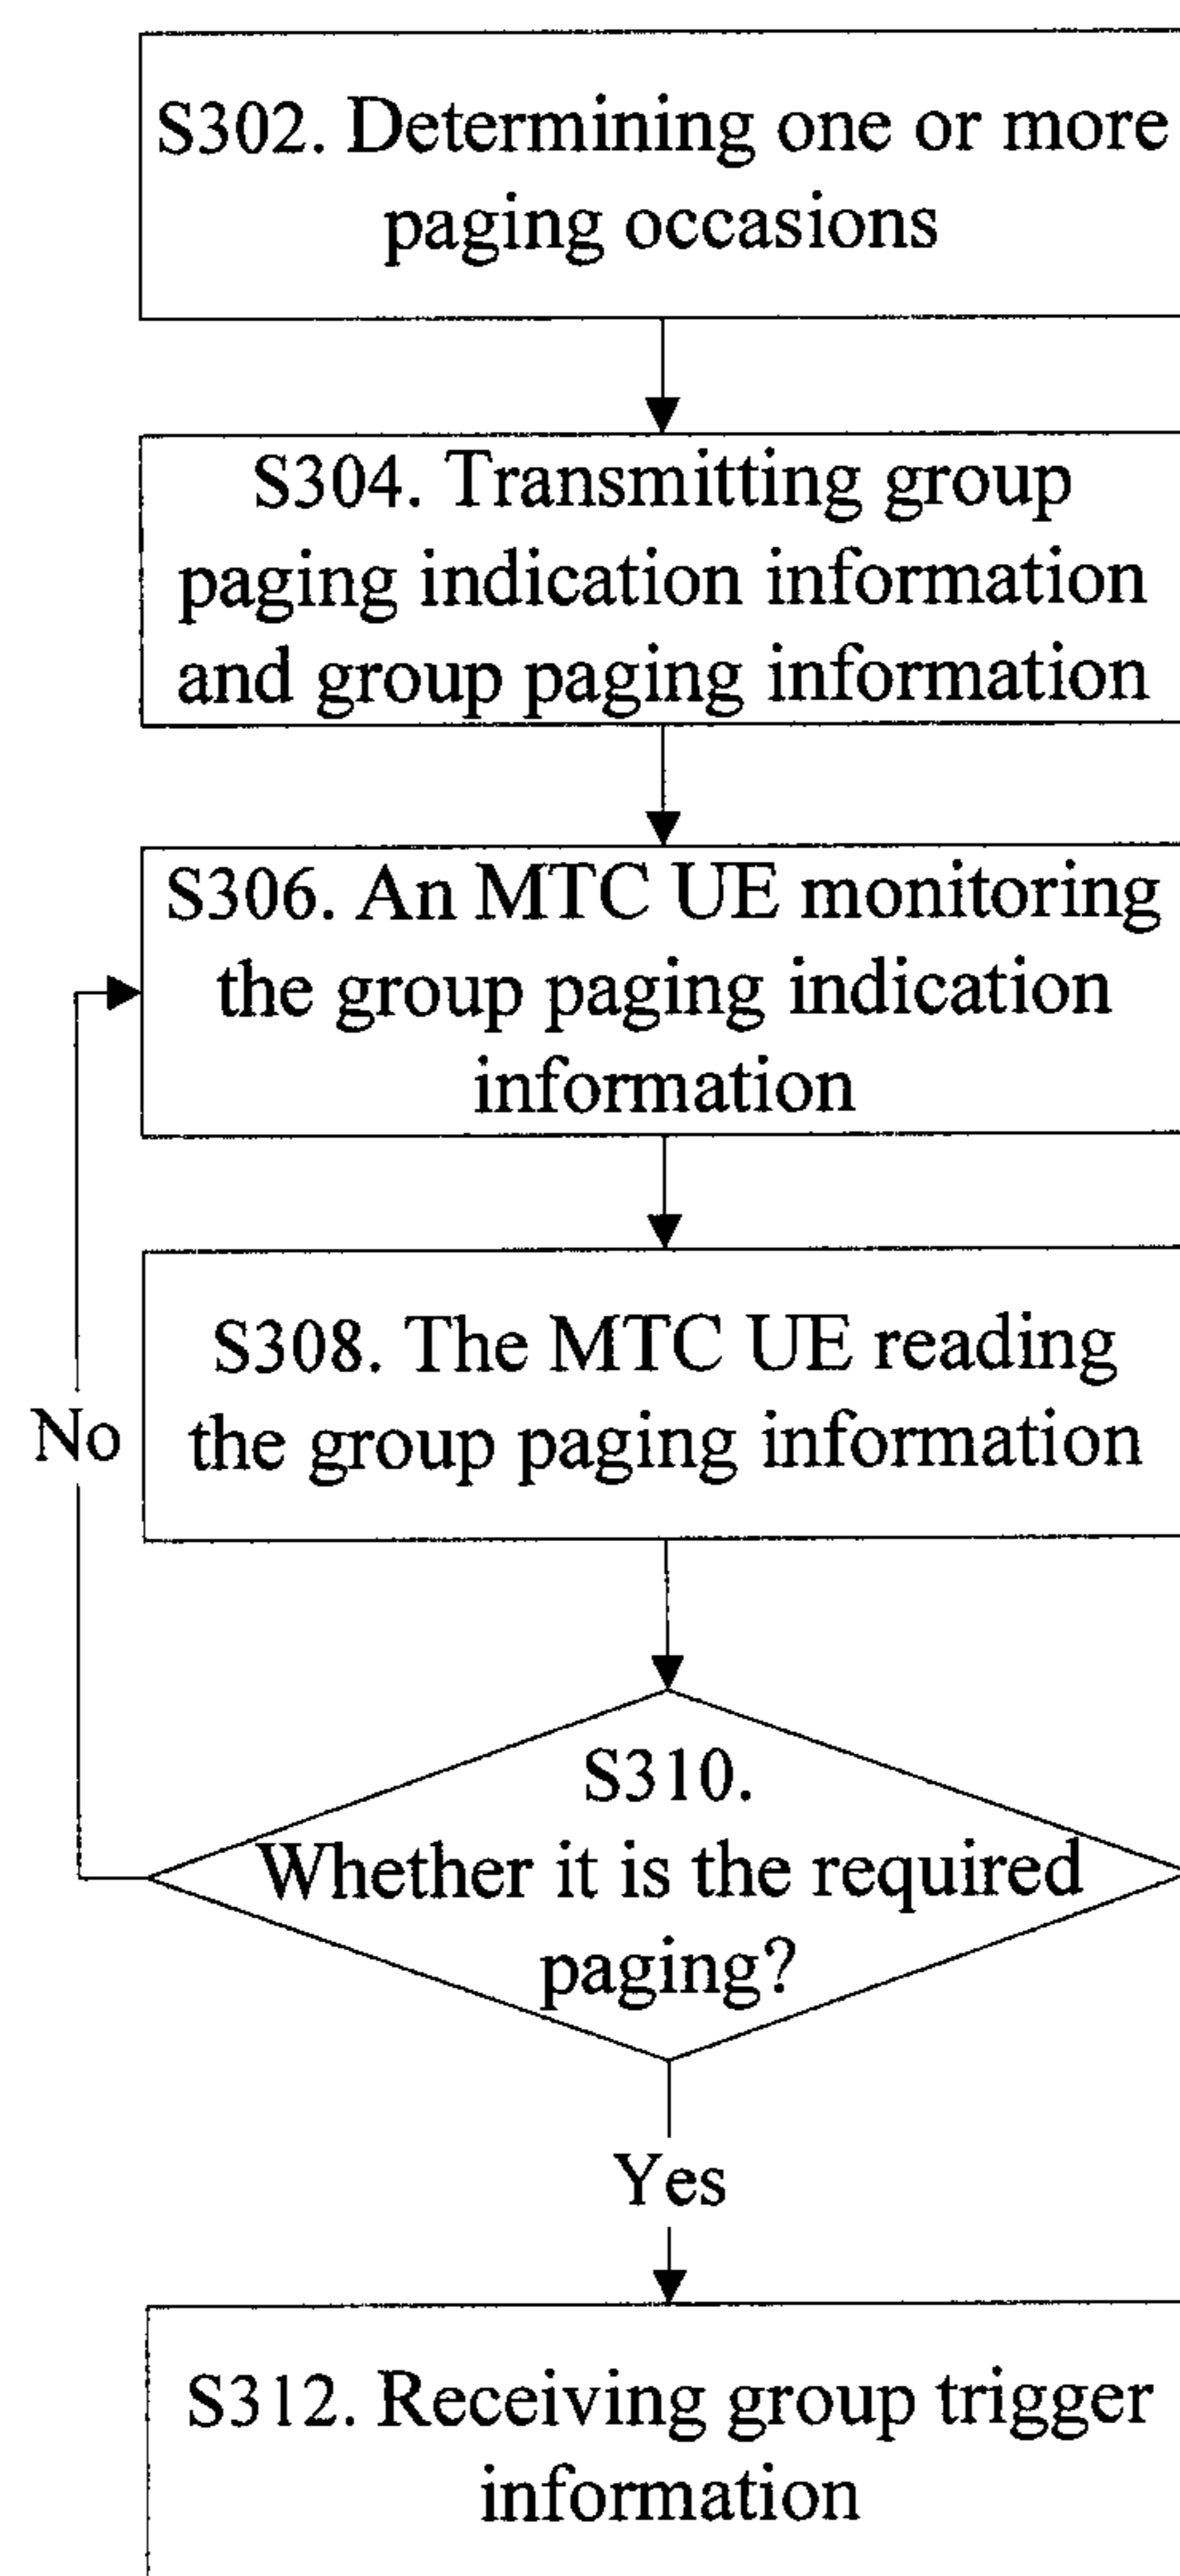 S302. Determining one or more
paging occasions
S304. Transmitting group
paging indication information
and group paging information
S306. An MTC UE monitoring
the group paging indication
information
S308. The MTC UE reading
the group paging information
No
S310.
Whether it is the required
paging?
Yes
S312. Receiving group trigger
information